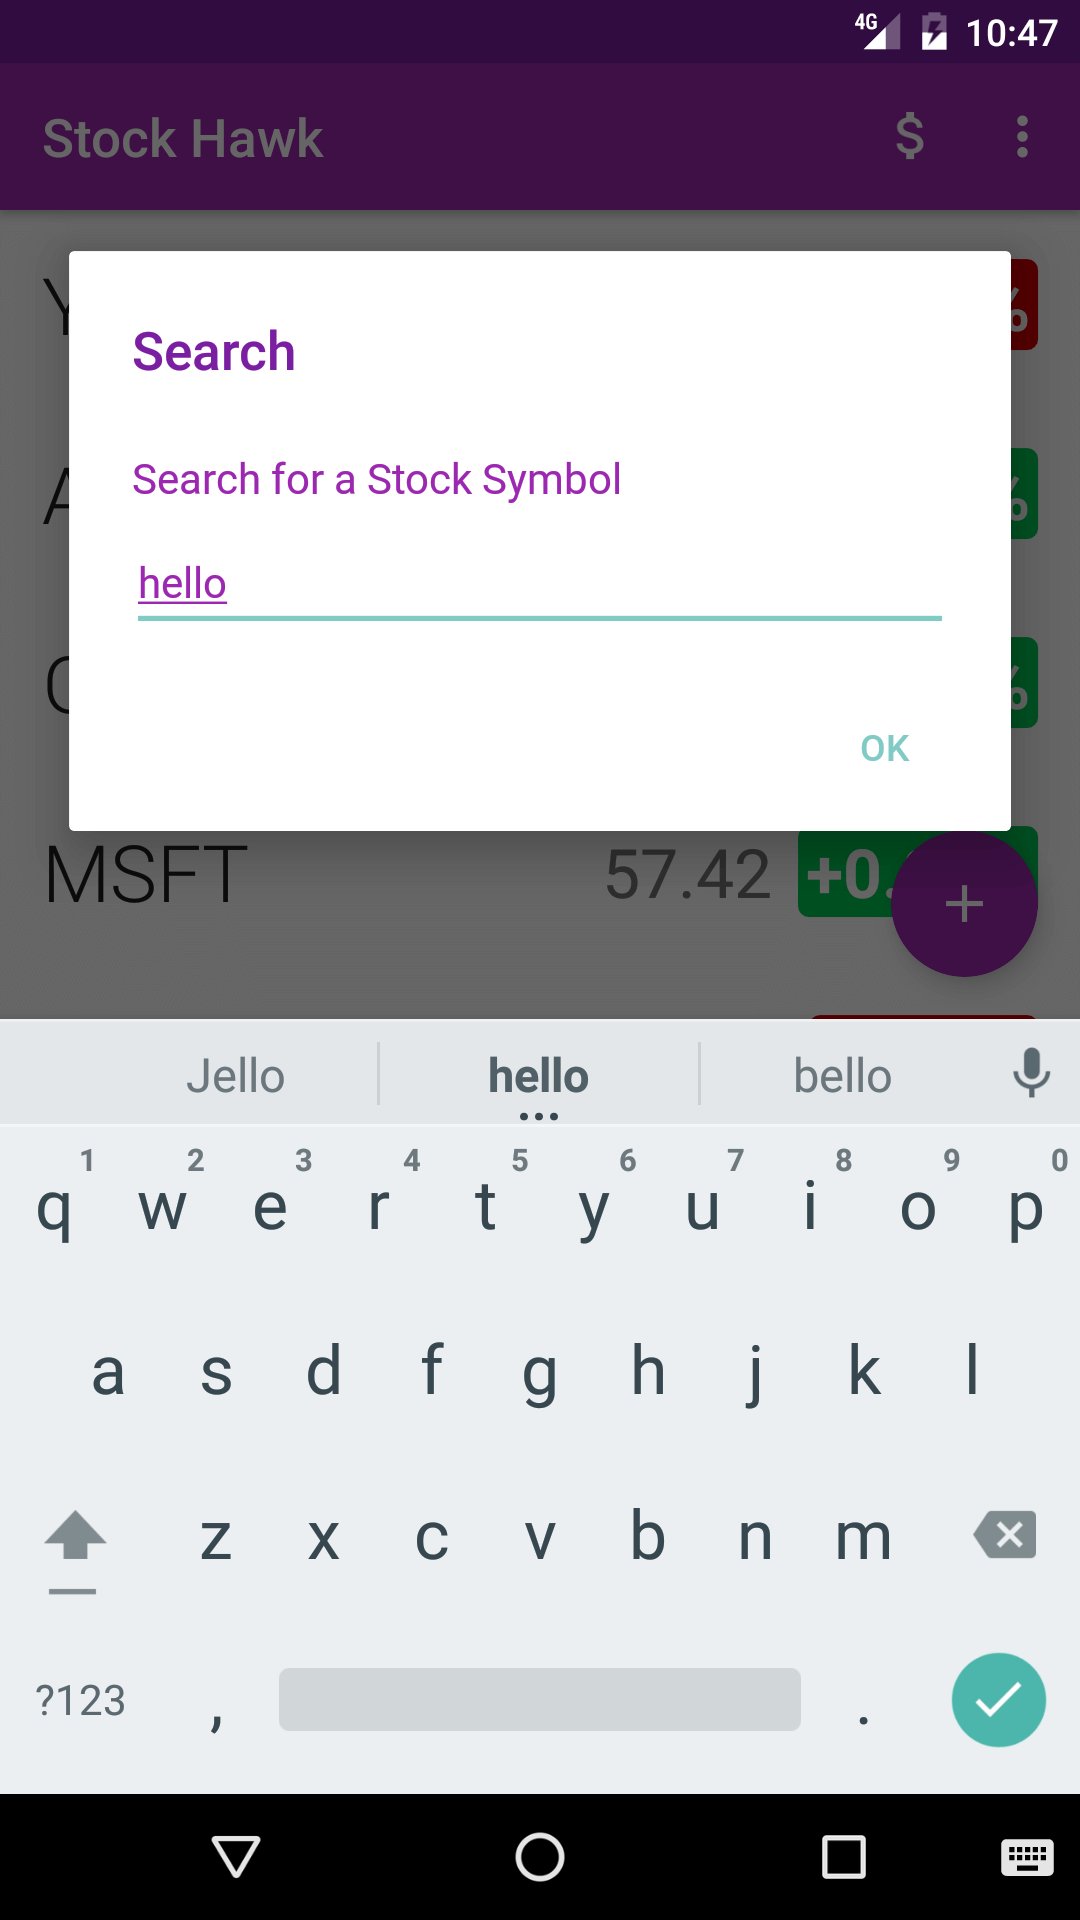 4G 10:47
Stock Hawk $
Y %
Search
Search for a Stock Symbol
A %
hello
C %
OK
MSFT 57.42 +0. +
Jello hello bello
1 2 3 4 5 6 7 8 9 0
q w e r t y u i o p
a s d f g h j k l
z x c v b n m
?123 , .